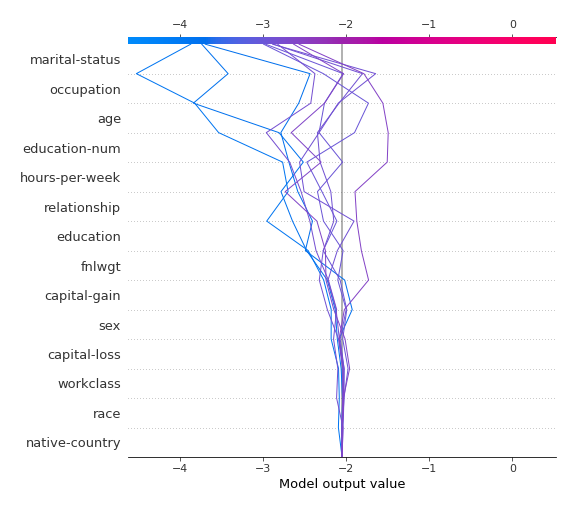 −4 −3 −2 −1 0
marital-status
occupation
age
education-num
hours-per-week
relationship
education
fnlwgt
capital-gain
sex
capital-loss
workclass
race
native-country
−4 −3 −2 −1 0
Model output value